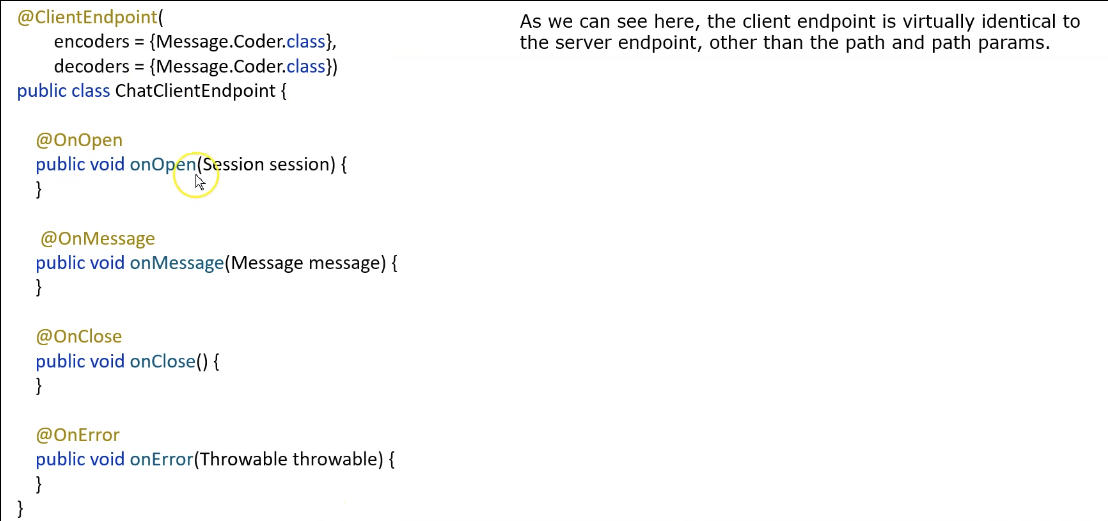 @ClientEndpoint(
encoders = {Message.Coder.class},
decoders = {Message.Coder.class})
public class ChatClientEndpoint {
@OnOpen
public void onOpen(Session session) {
}
@OnMessage
public void onMessage(Message message) {
}
@OnClose
public void onClose() {
}
@OnError
public void onError(Throwable throwable) {
}
}
As we can see here, the client endpoint is virtually identical to
the server endpoint, other than the path and path params.